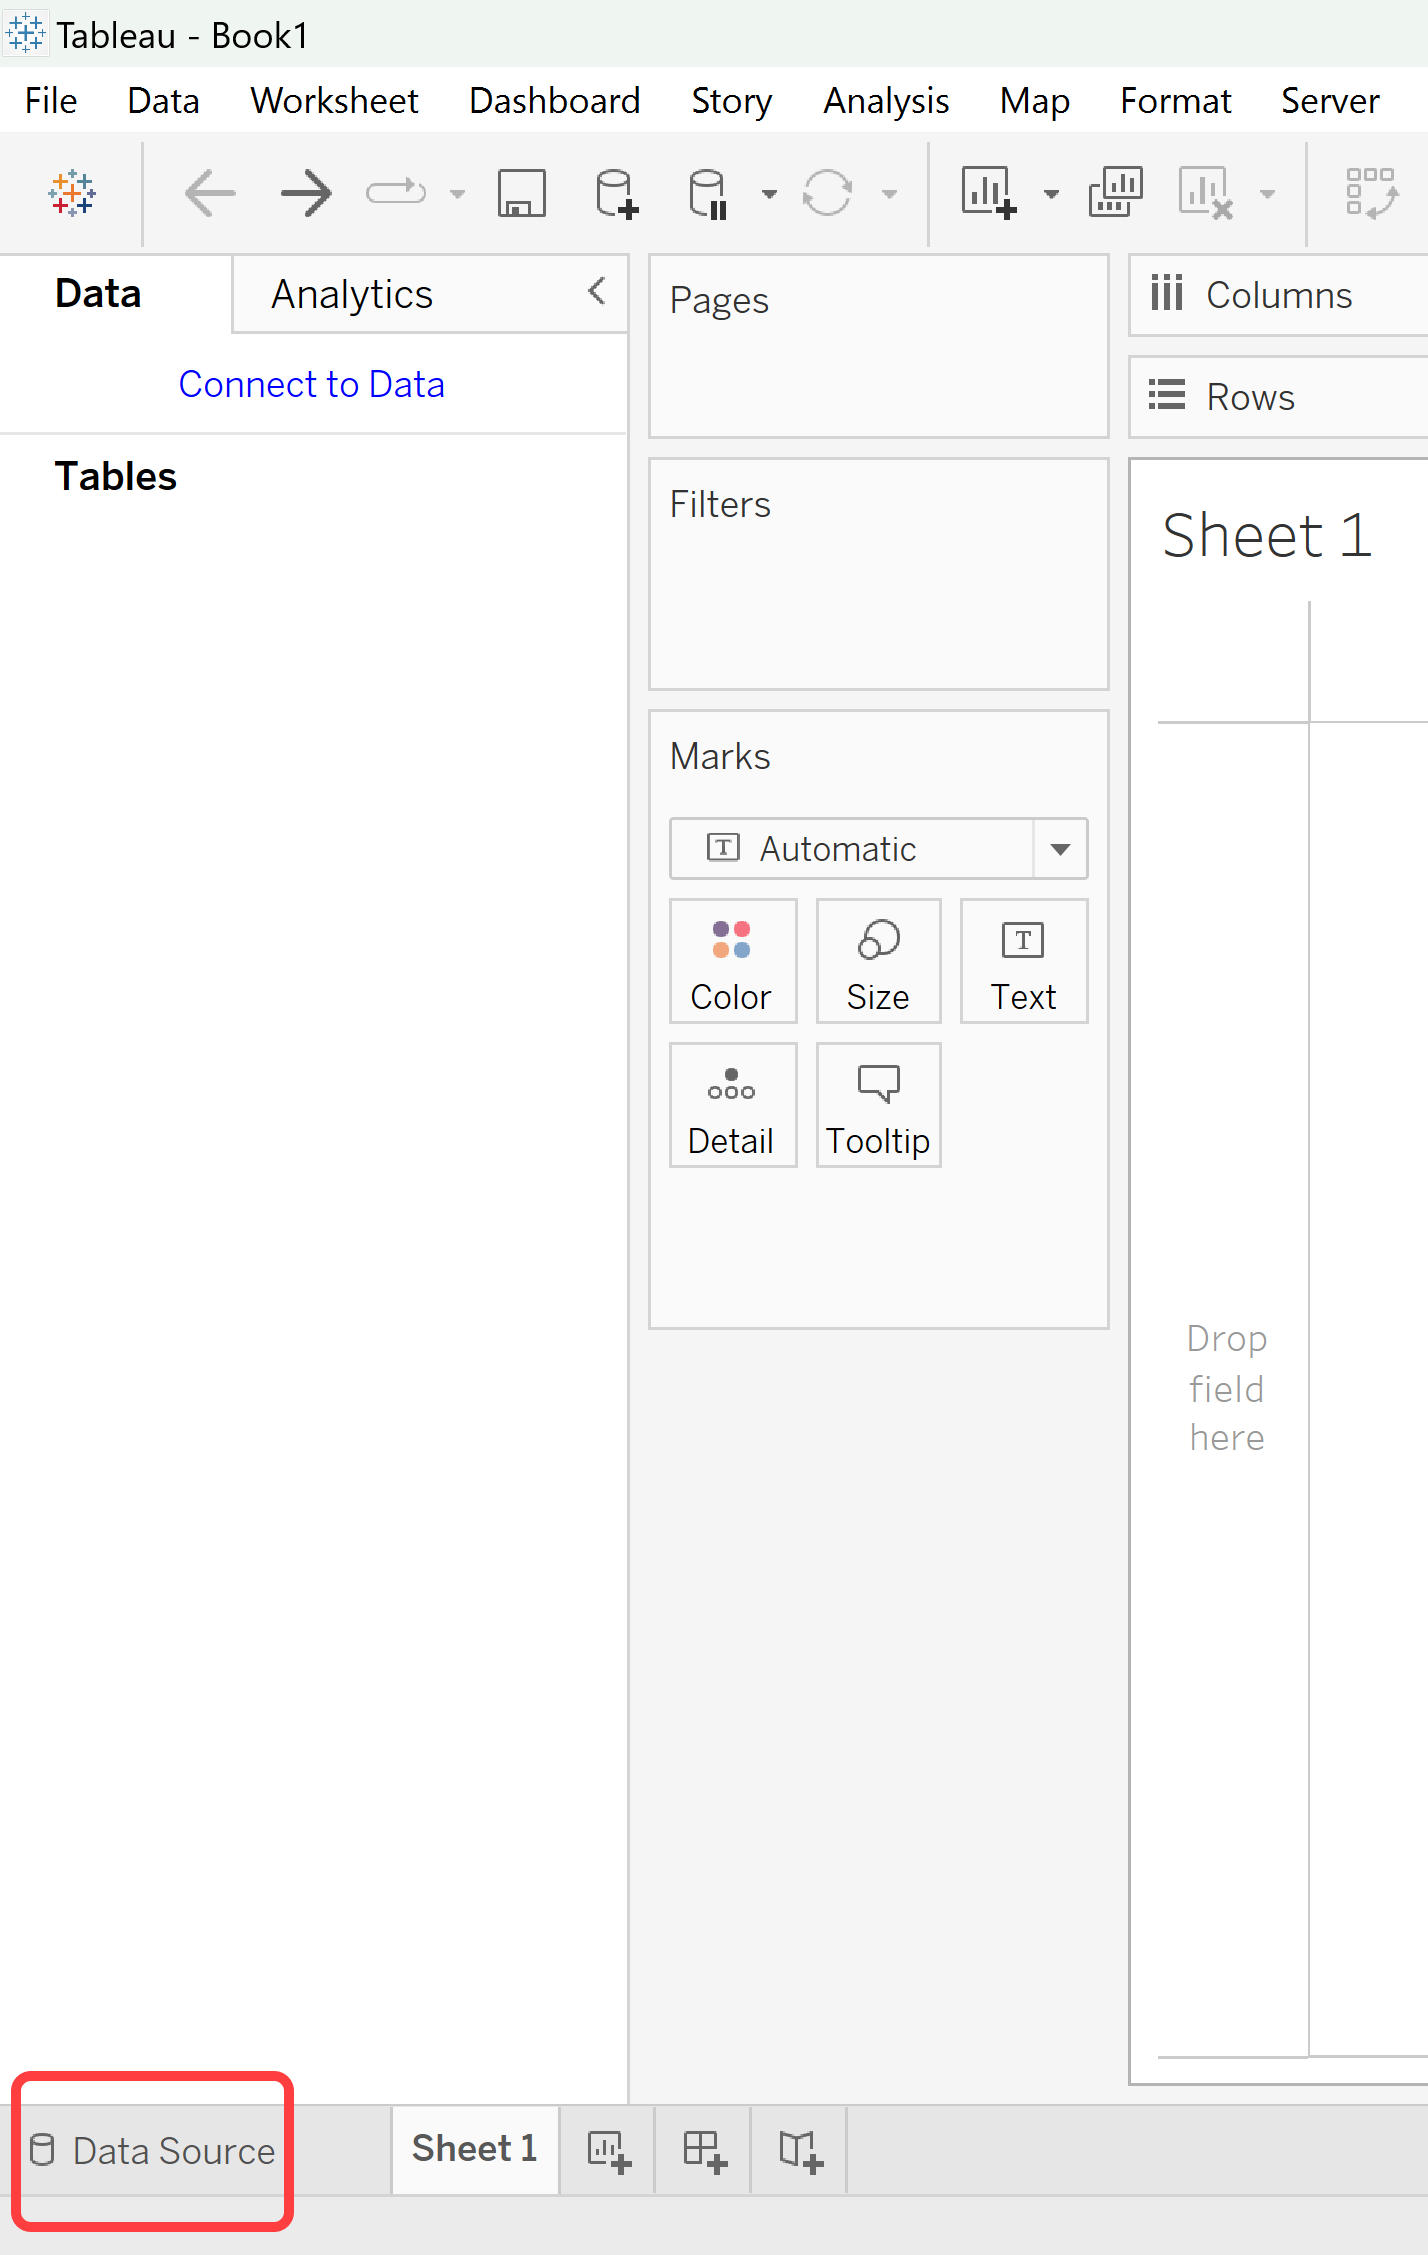 Tableau - Book1
File Data Worksheet Dashboard Story Analysis Map Format Server
Data Analytics
Connect to Data
Tables
Pages
Filters
Marks
Automatic
Color Size Text
Detail Tooltip
Columns
Rows
Sheet 1
Drop
field
here
Data Source Sheet 1